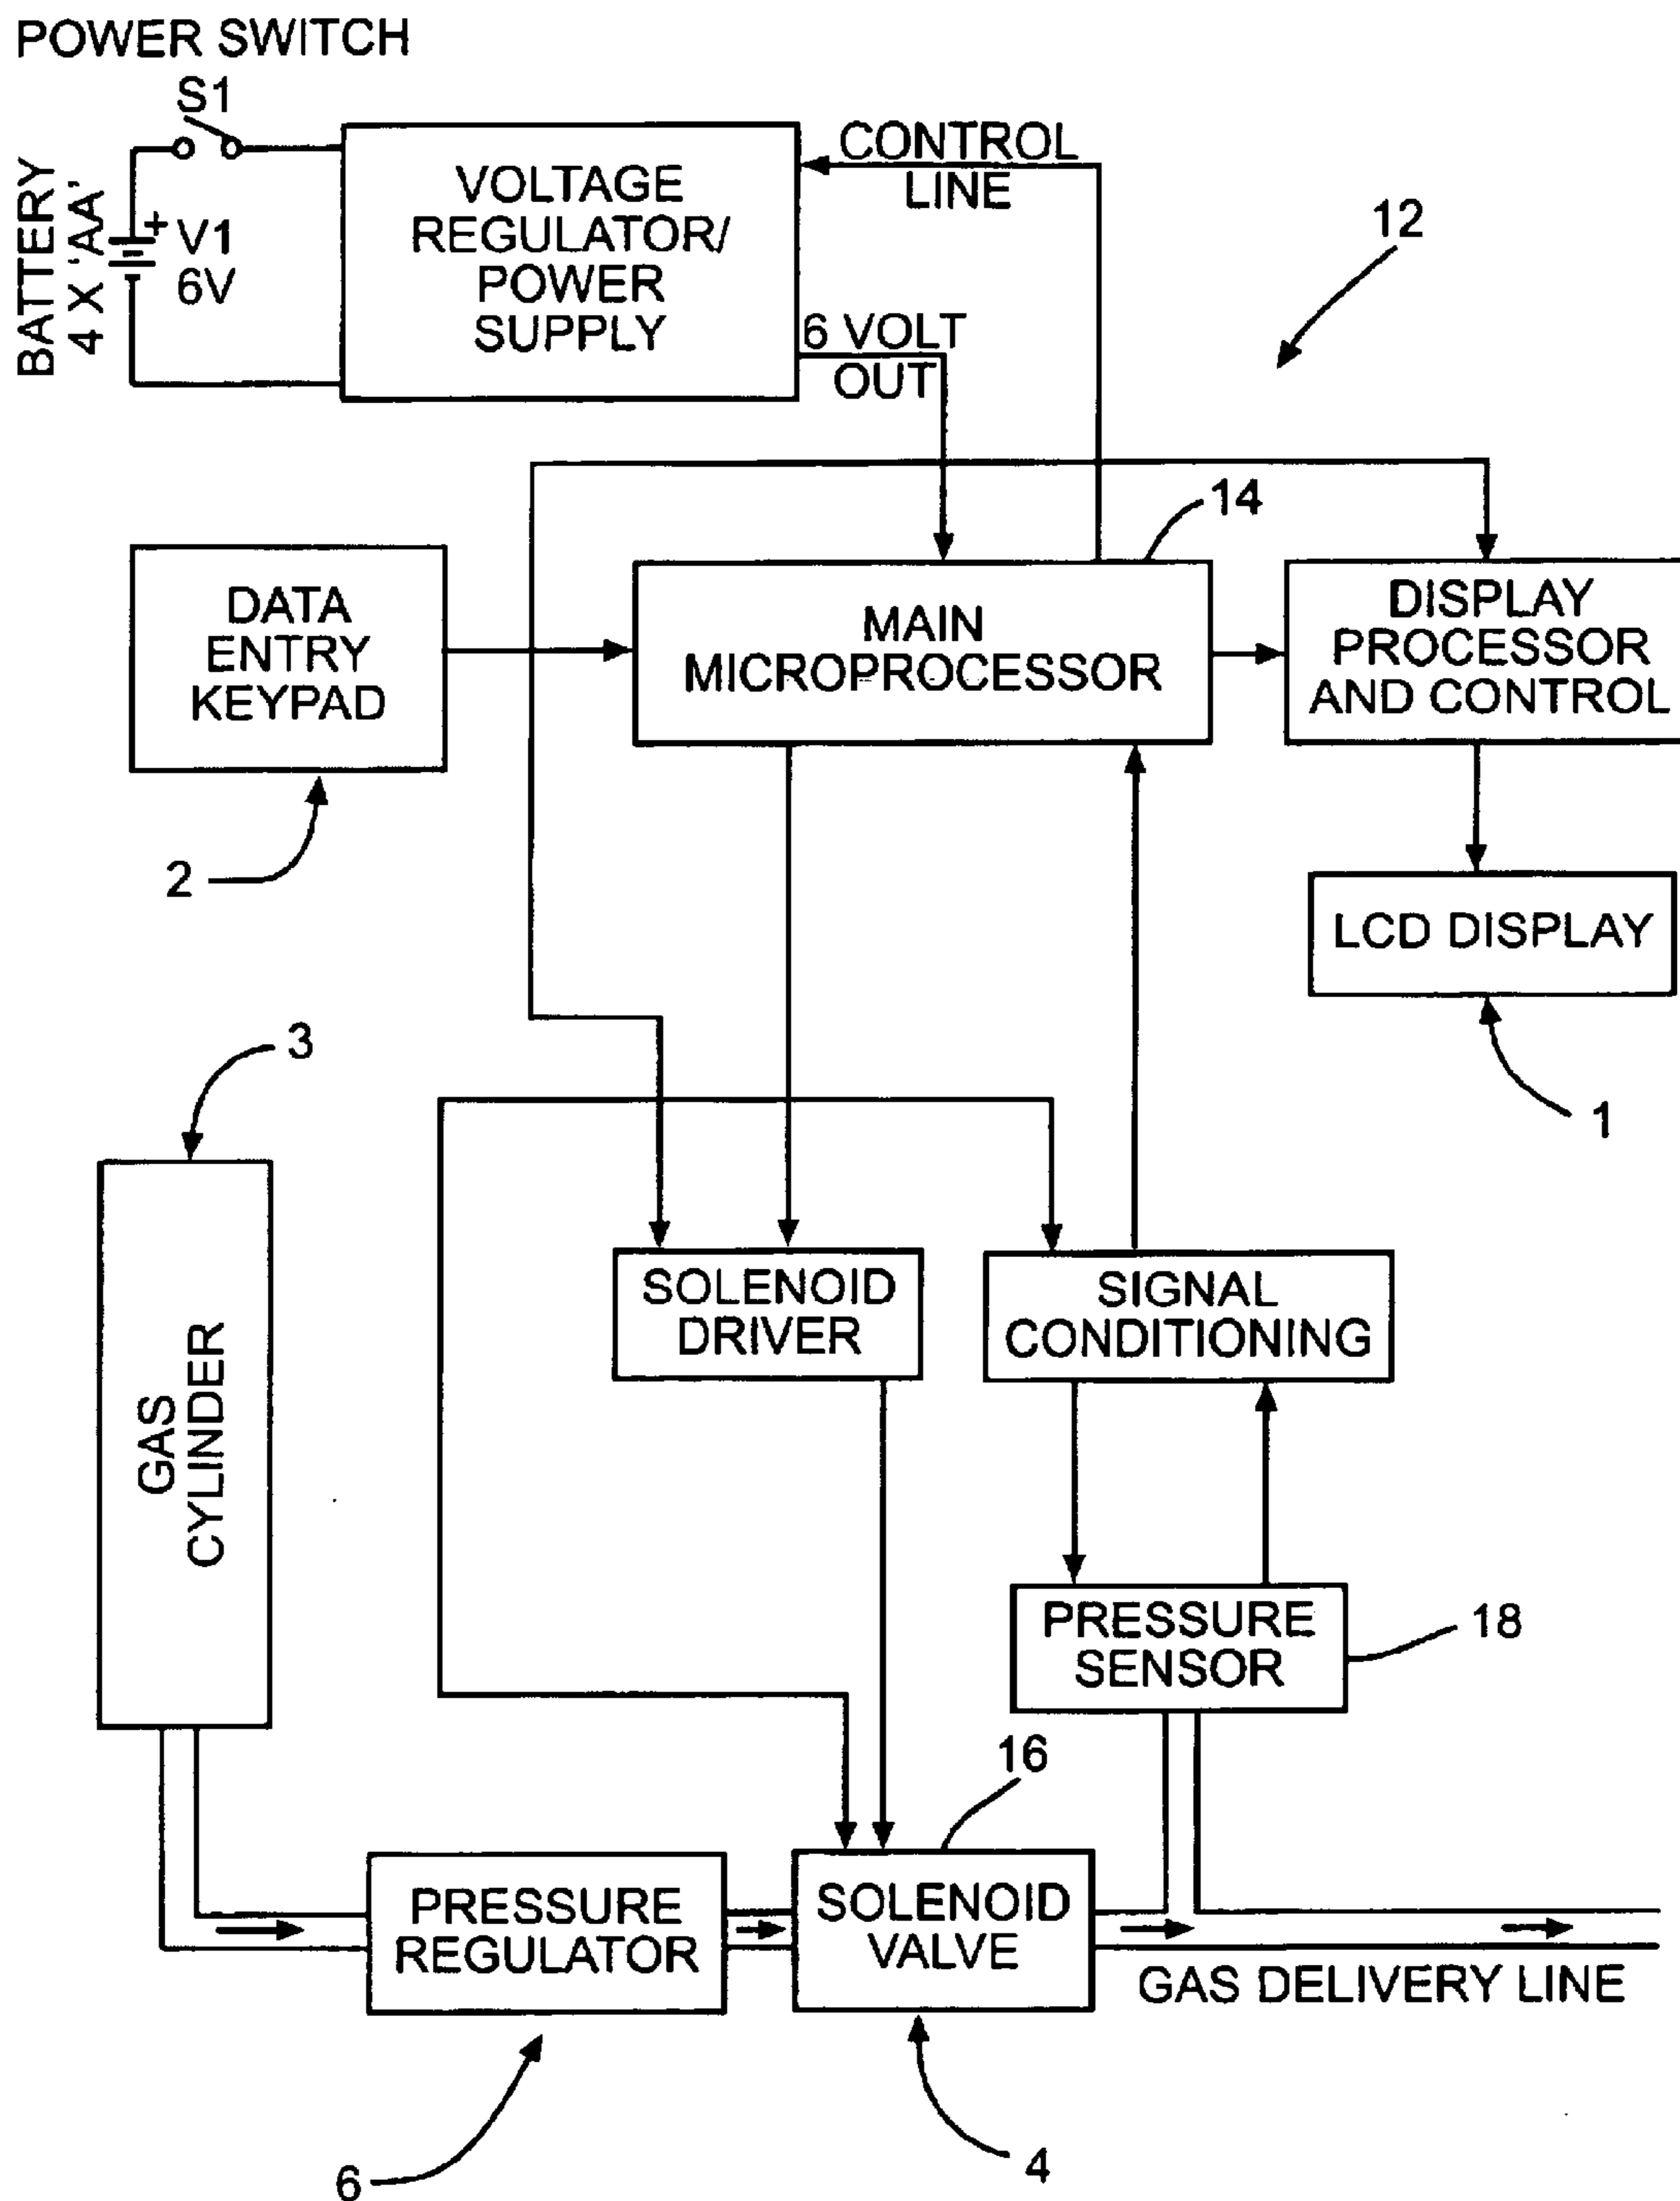 POWER SWITCH
S1
BATTERY
4 X 'AA'
+
V1
6V
VOLTAGE
REGULATOR/
POWER
SUPPLY
CONTROL
LINE
6 VOLT
OUT
12
14
DATA
ENTRY
KEYPAD
2
MAIN
MICROPROCESSOR
DISPLAY
PROCESSOR
AND CONTROL
LCD DISPLAY
1
3
GAS
CYLINDER
SOLENOID
DRIVER
SIGNAL
CONDITIONING
PRESSURE
SENSOR
18
16
PRESSURE
REGULATOR
SOLENOID
VALVE
GAS DELIVERY LINE
6
4